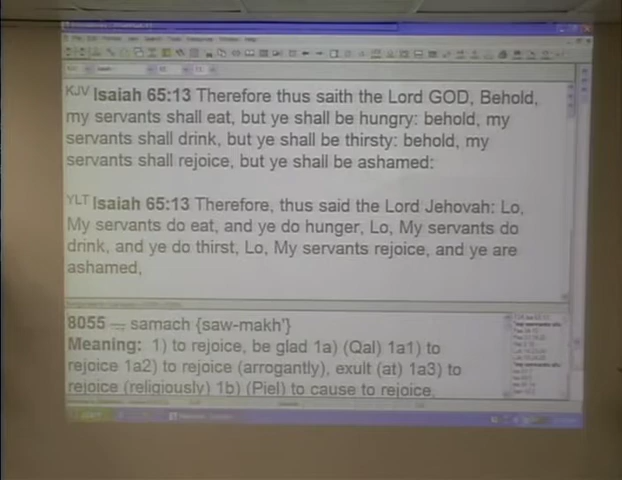 KJV Isaiah 65:13 Therefore thus saith the Lord GOD, Behold,
my servants shall eat, but ye shall be hungry: behold, my
servants shall drink, but ye shall be thirsty: behold, my
servants shall rejoice, but ye shall be ashamed:
YLT Isaiah 65:13 Therefore, thus said the Lord Jehovah: Lo,
My servants do eat, and ye do hunger, Lo, My servants do
drink, and ye do thirst, Lo, My servants rejoice, and ye are
ashamed,
8055 samach {saw-makh'}
Meaning: 1) to rejoice, be glad 1a) (Qal) 1a1) to
rejoice 1a2) to rejoice (arrogantly), exult (at) 1a3) to
rejoice (religiously) 1b) (Piel) to cause to rejoice,